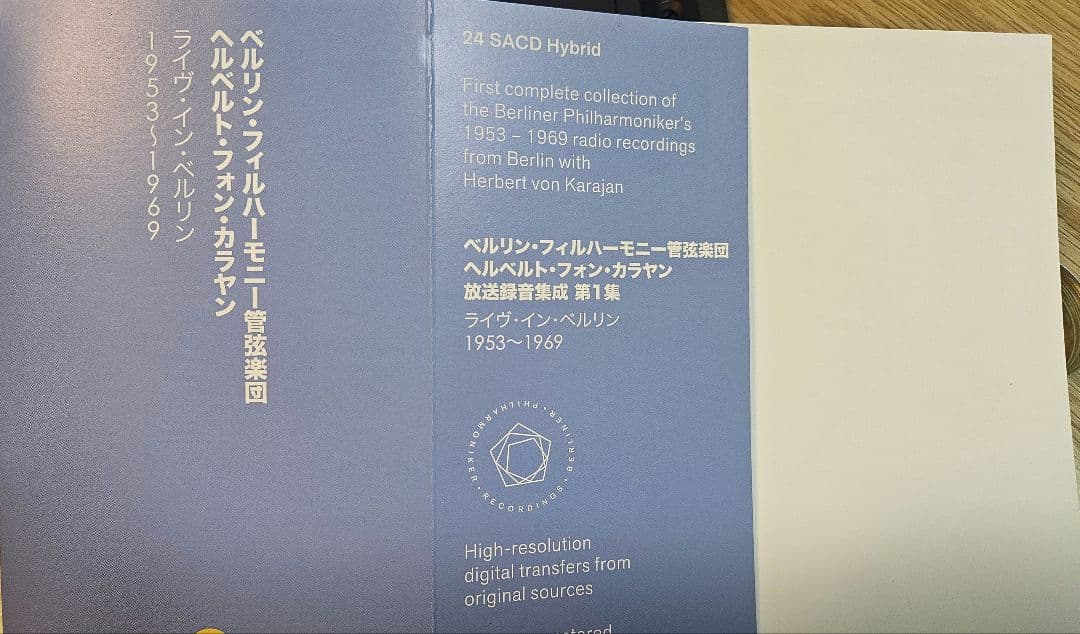 ベルリン・フィルハーモニー管弦楽団
ヘルベルト・フォン・カラヤン
ライヴ・イン・ベルリン
1953〜1969
24 SACD Hybrid
First complete collection of
the Berliner Philharmoniker's
1953 – 1969 radio recordings
from Berlin with
Herbert von Karajan
ベルリン・フィルハーモニー管弦楽団
ヘルベルト・フォン・カラヤン
放送録音集成 第1集
ライヴ・イン・ベルリン
1953〜1969
BERLINER • PHILHARMONIKER • RECORDINGS •
High-resolution
digital transfers from
original sources